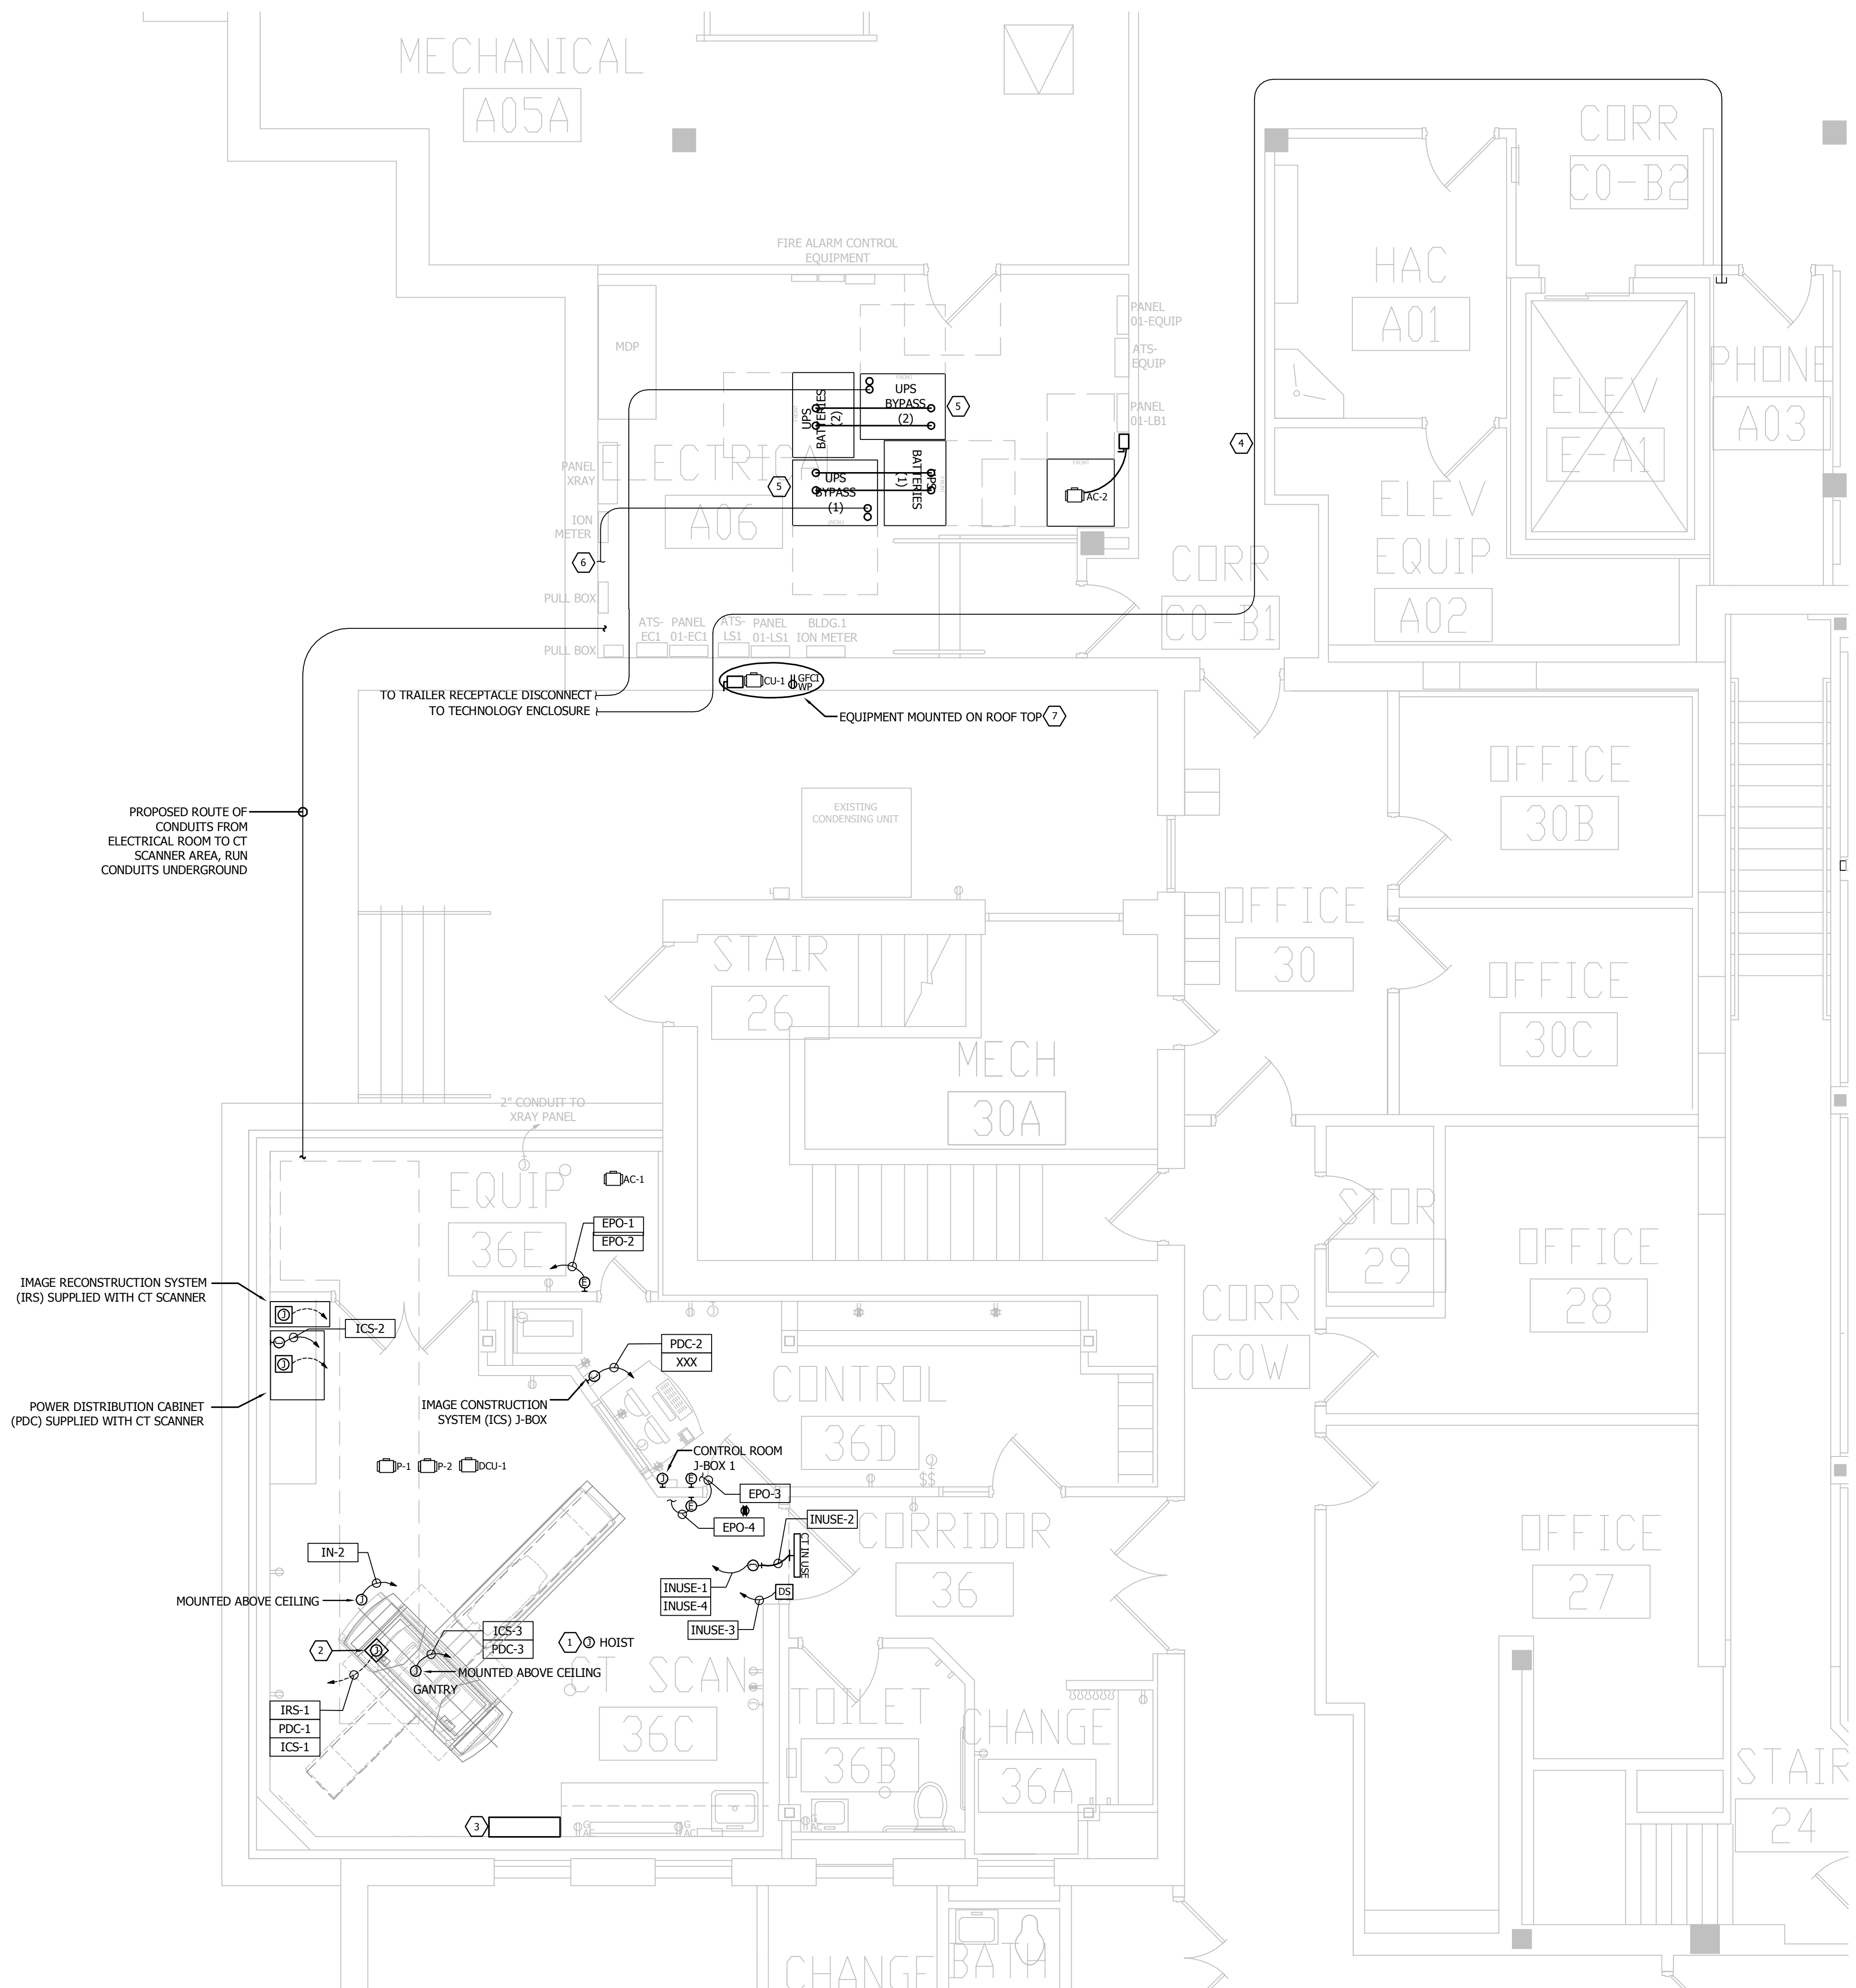 MECHANICAL
A05A
CORR
C0-B2
FIRE ALARM CONTROL
EQUIPMENT
HAC
A01
PANEL
01-EQUIP
ATS-
EQUIP
PANEL
01-LB1
MDP
FRONT
UPS
BATTERIES
(2)
FRONT
UPS
BYPASS
(2)
5
ELEV
E-A1
PHONE
A03
4
PANEL
XRAY
ELECTRICAL
A06
5
UPS
BYPASS
(1)
FRONT
UPS
BATTERIES
(1)
FRONT
FRONT
AC-2
ION
METER
6
ELEV
EQUIP
A02
CORR
C0-B1
PULL BOX
ATS-
EC1
PANEL
01-EC1
ATS-
LS1
PANEL
01-LS1
BLDG.1
ION METER
PULL BOX
CU-1
GFCI
WP
TO TRAILER RECEPTACLE DISCONNECT
TO TECHNOLOGY ENCLOSURE
EQUIPMENT MOUNTED ON ROOF TOP
7
OFFICE
30B
PROPOSED ROUTE OF
CONDUITS FROM
ELECTRICAL ROOM TO CT
SCANNER AREA, RUN
CONDUITS UNDERGROUND
EXISTING
CONDENSING UNIT
OFFICE
30
STAIR
26
OFFICE
30C
MECH
30A
2" CONDUIT TO
XRAY PANEL
J
EQUIP
36E
AC-1
EPO-1
EPO-2
E
STOR
29
OFFICE
28
IMAGE RECONSTRUCTION SYSTEM
(IRS) SUPPLIED WITH CT SCANNER
J
ICS-2
J
POWER DISTRIBUTION CABINET
(PDC) SUPPLIED WITH CT SCANNER
PDC-2
XXX
IMAGE CONSTRUCTION
SYSTEM (ICS) J-BOX
CONTROL
36D
CORR
COW
P-1
P-2
DCU-1
CONTROL ROOM
J-BOX 1
J
E
E
EPO-3
EPO-4
J
$$
INUSE-2
CORRIDOR
36
CT IN USE
J
INUSE-1
INUSE-4
DS
INUSE-3
OFFICE
27
IN-2
MOUNTED ABOVE CEILING
J
2
J
ICS-3
PDC-3
1
J
HOIST
J
MOUNTED ABOVE CEILING
GANTRY
IRS-1
PDC-1
ICS-1
CT SCAN
36C
TOILET
36B
CHANGE
36A
STAIR
24
3
G
AC
G
AC
G
AC
CHANGE
BATH